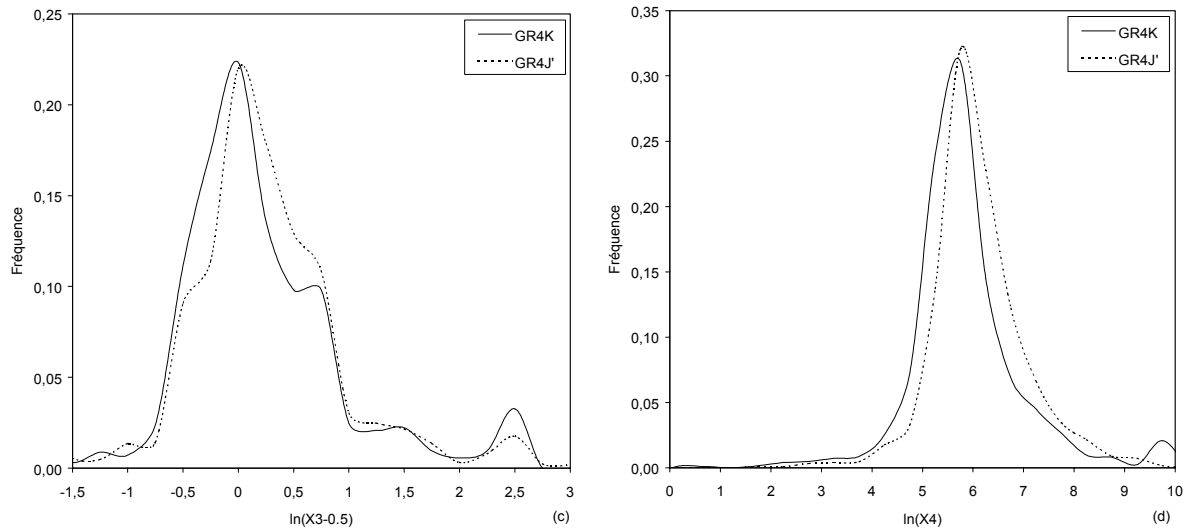 0,25
0,20
0,15
0,10
0,05
0,00
Fréquence
GR4K
GR4J'
-1,5 -1 -0,5 0 0,5 1 1,5 2 2,5 3
ln(X3-0.5)
(c)
0,35
0,30
0,35
0,20
0,15
0,10
0,05
0,00
Fréquence
GR4K
GR4J'
0 1 2 3 4 5 6 7 8 9 10
ln(X4)
(d)